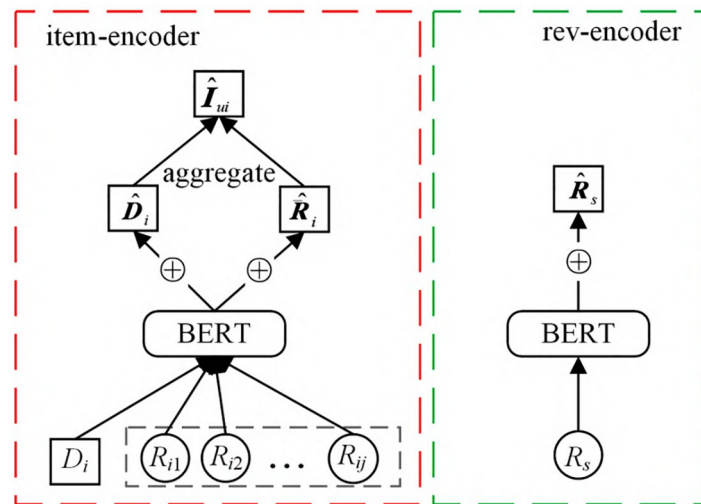 item-encoder
rev-encoder
Î_ui
aggregate
D̂_i
R̄̂_i
R̂_s
⊕
⊕
⊕
BERT
BERT
D_i
R_i1
R_i2
...
R_ij
R_s